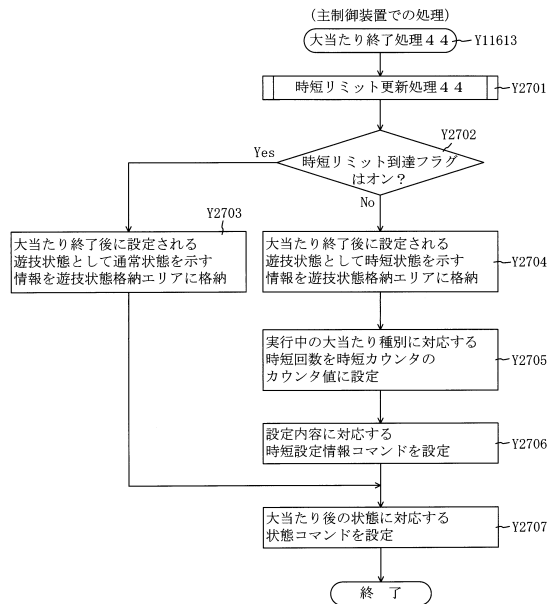 (主制御装置での処理)
大当たり終了処理44
Y11613
時短リミット更新処理44
Y2701
Y2702
時短リミット到達フラグ
はオン?
Yes
No
Y2703
大当たり終了後に設定される
遊技状態として通常状態を示す
情報を遊技状態格納エリアに格納
大当たり終了後に設定される
遊技状態として時短状態を示す
情報を遊技状態格納エリアに格納
Y2704
実行中の大当たり種別に対応する
時短回数を時短カウンタの
カウンタ値に設定
Y2705
設定内容に対応する
時短設定情報コマンドを設定
Y2706
大当たり後の状態に対応する
状態コマンドを設定
Y2707
終 了